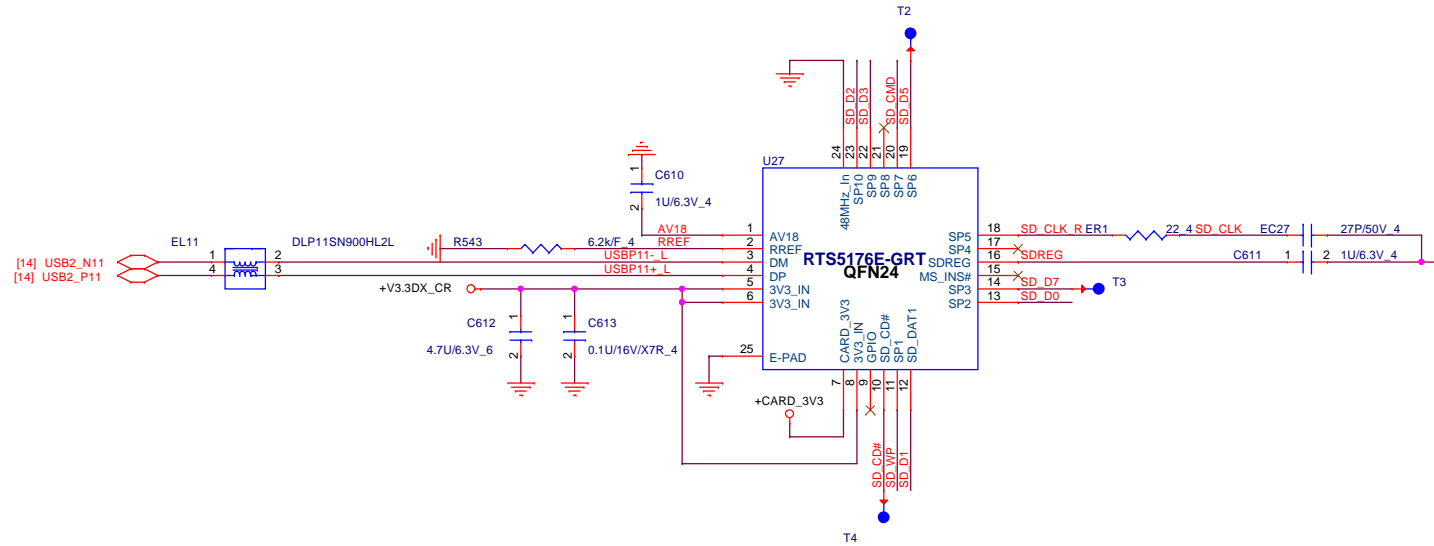 T2
SD_D2
SD_D3
SD_CMD
SD_D5
24
23
22
21
20
19
U27
48MHz_In
SP10
SP9
SP8
SP7
SP6
1
C610
2
1U/6.3V_4
EL11
DLP11SN900HL2L
R543
6.2k/F_4
AV18
RREF
USBP11-_L
USBP11+_L
[14] USB2_N11
[14] USB2_P11
1
2
4
3
+V3.3DX_CR
1
AV18
2
RREF
3
DM
4
DP
5
3V3_IN
6
3V3_IN
25
E-PAD
RTS5176E-GRT
QFN24
SP5
18
SP4
17
SDREG
16
MS_INS#
15
SP3
14
SP2
13
SD_CLK_R
ER1
22_4
SD_CLK
EC27
27P/50V_4
SDREG
C611
1
2
1U/6.3V_4
SD_D7
T3
SD_D0
C612
1
2
4.7U/6.3V_6
C613
1
2
0.1U/16V/X7R_4
CARD_3V3
3V3_IN
GPIO
SD_CD#
SP1
SD_DAT1
7
8
9
10
11
12
+CARD_3V3
SD_CD#
SD_WP
SD_D1
T4